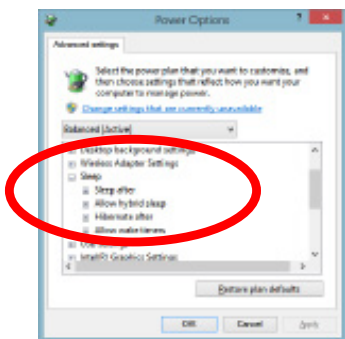 Power Options
?
Advanced settings
Select the power plan that you want to customize, and
then choose settings that reflect how you want your
computer to manage power.
Change settings that are currently unavailable
Balanced [Active]
Desktop background settings
Wireless Adapter Settings
Sleep
Sleep after
Allow hybrid sleep
Hibernate after
Allow wake timers
USB settings
Intel(R) Graphics Settings
Restore plan defaults
OK
Cancel
Apply